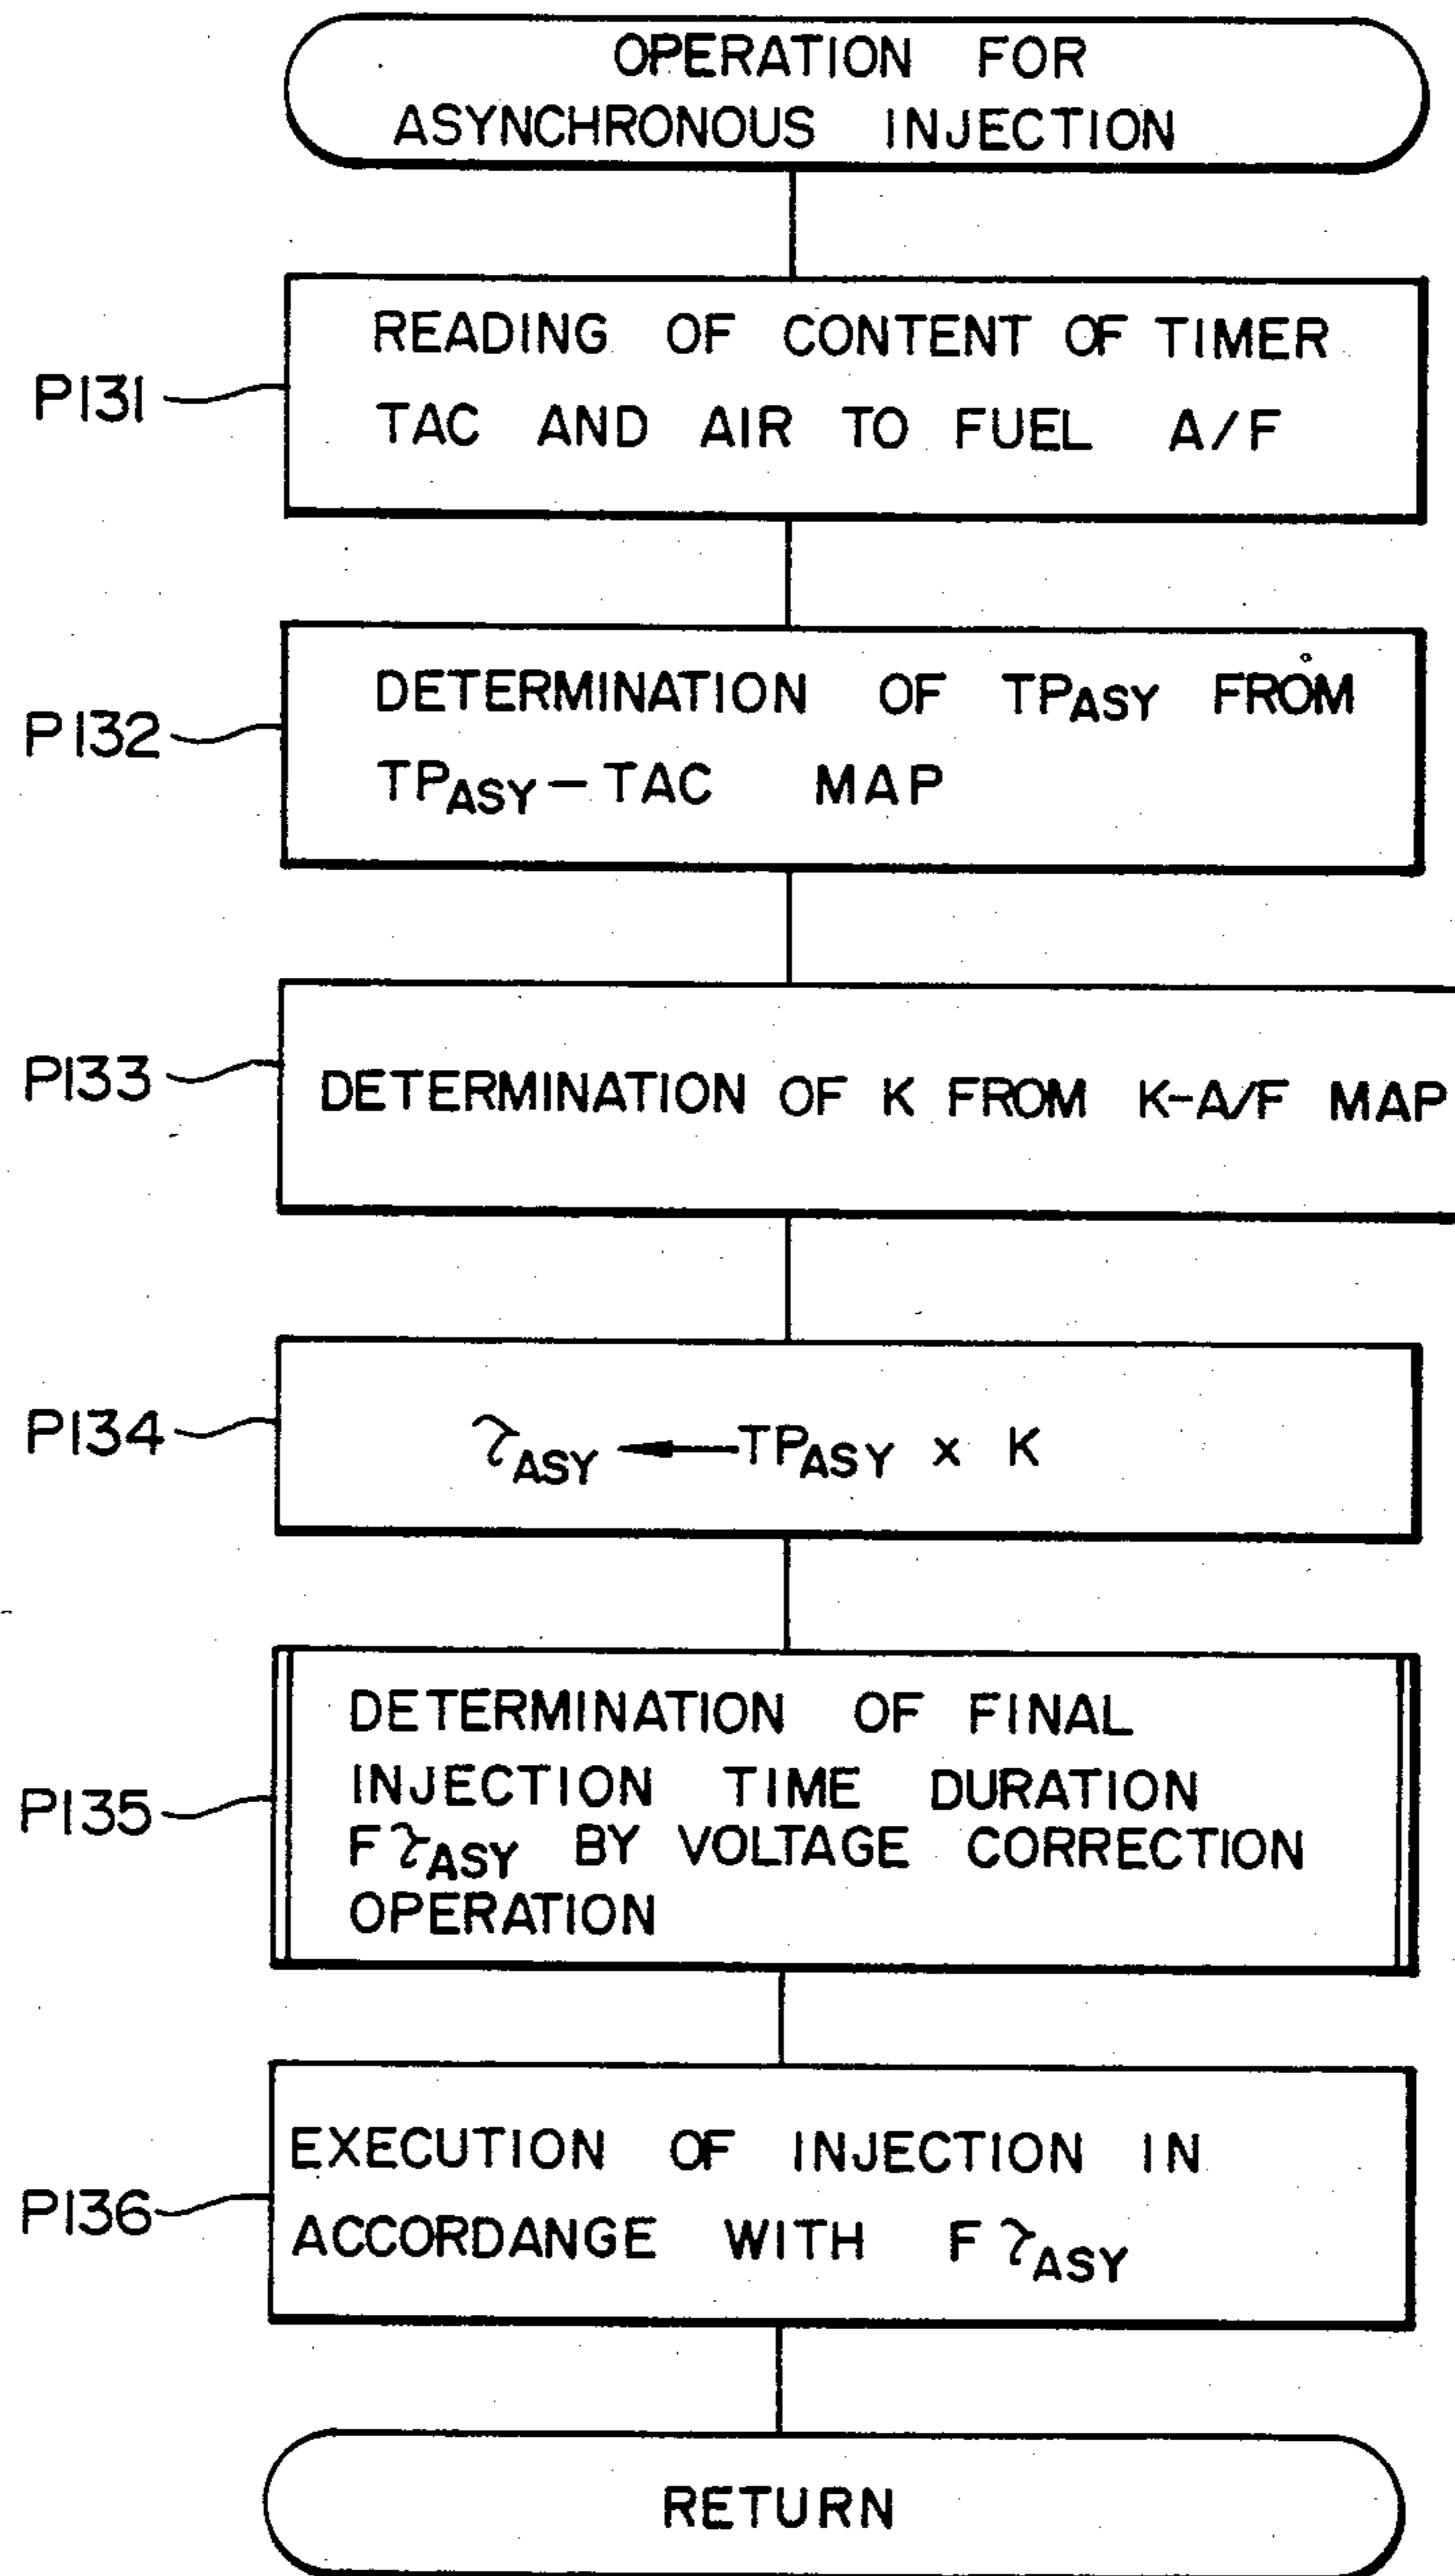 OPERATION FOR
ASYNCHRONOUS INJECTION
P131
READING OF CONTENT OF TIMER
TAC AND AIR TO FUEL A/F
P132
DETERMINATION OF TPASY FROM
TPASY – TAC MAP
P133
DETERMINATION OF K FROM K-A/F MAP
P134
τASY ← TPASY x K
P135
DETERMINATION OF FINAL
INJECTION TIME DURATION
FτASY BY VOLTAGE CORRECTION
OPERATION
P136
EXECUTION OF INJECTION IN
ACCORDANGE WITH FτASY
RETURN